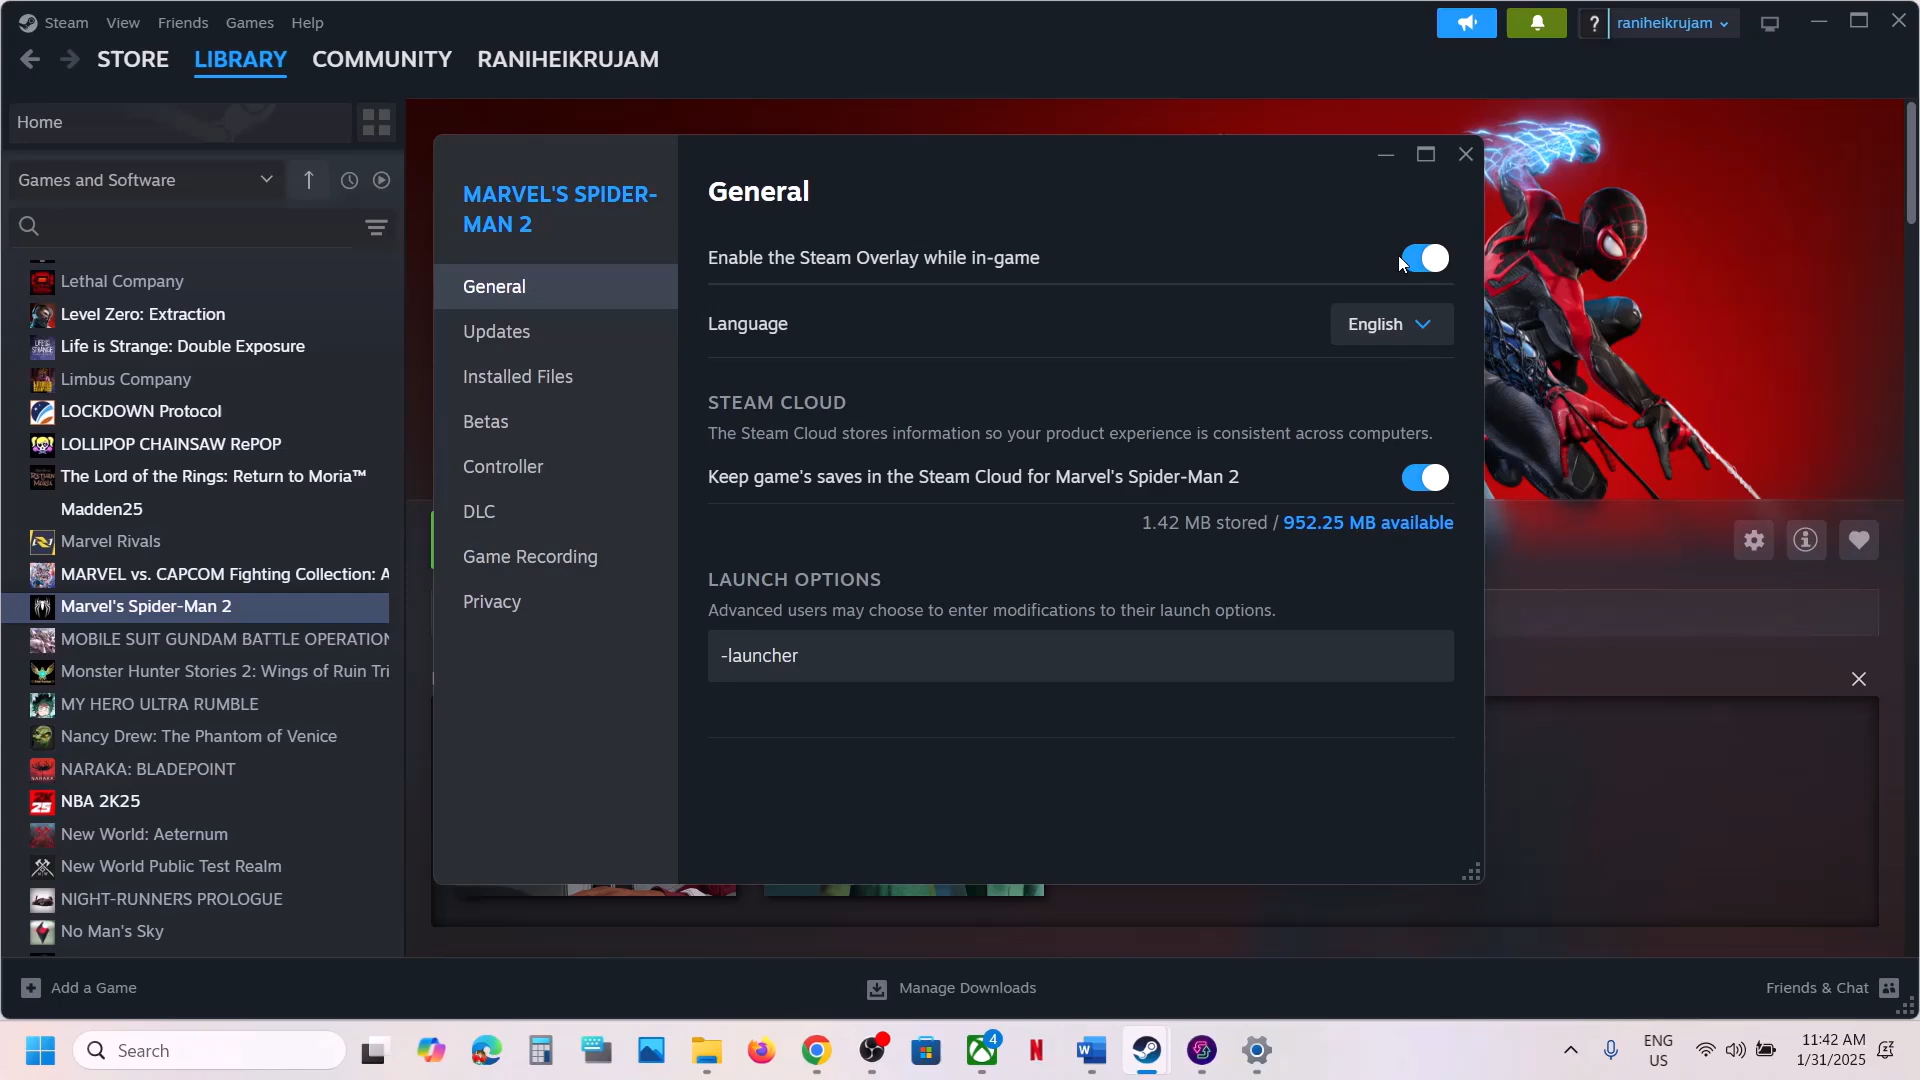 Steam View Friends Games Help
raniheikrujam
STORE LIBRARY COMMUNITY RANIHEIKRUJAM
Home
Games and Software
Lethal Company
Level Zero: Extraction
Life is Strange: Double Exposure
Limbus Company
LOCKDOWN Protocol
LOLLIPOP CHAINSAW RePOP
The Lord of the Rings: Return to Moria™
Madden25
Marvel Rivals
MARVEL vs. CAPCOM Fighting Collection: A
Marvel's Spider-Man 2
MOBILE SUIT GUNDAM BATTLE OPERATION
Monster Hunter Stories 2: Wings of Ruin Tri
MY HERO ULTRA RUMBLE
Nancy Drew: The Phantom of Venice
NARAKA: BLADEPOINT
NBA 2K25
New World: Aeternum
New World Public Test Realm
NIGHT-RUNNERS PROLOGUE
No Man's Sky
MARVEL'S SPIDER-
MAN 2
General
Updates
Installed Files
Betas
Controller
DLC
Game Recording
Privacy
General
Enable the Steam Overlay while in-game
Language English
STEAM CLOUD
The Steam Cloud stores information so your product experience is consistent across computers.
Keep game's saves in the Steam Cloud for Marvel's Spider-Man 2
1.42 MB stored / 952.25 MB available
LAUNCH OPTIONS
Advanced users may choose to enter modifications to their launch options.
-launcher
Add a Game Manage Downloads Friends & Chat
Search
4
ENG
US
11:42 AM
1/31/2025